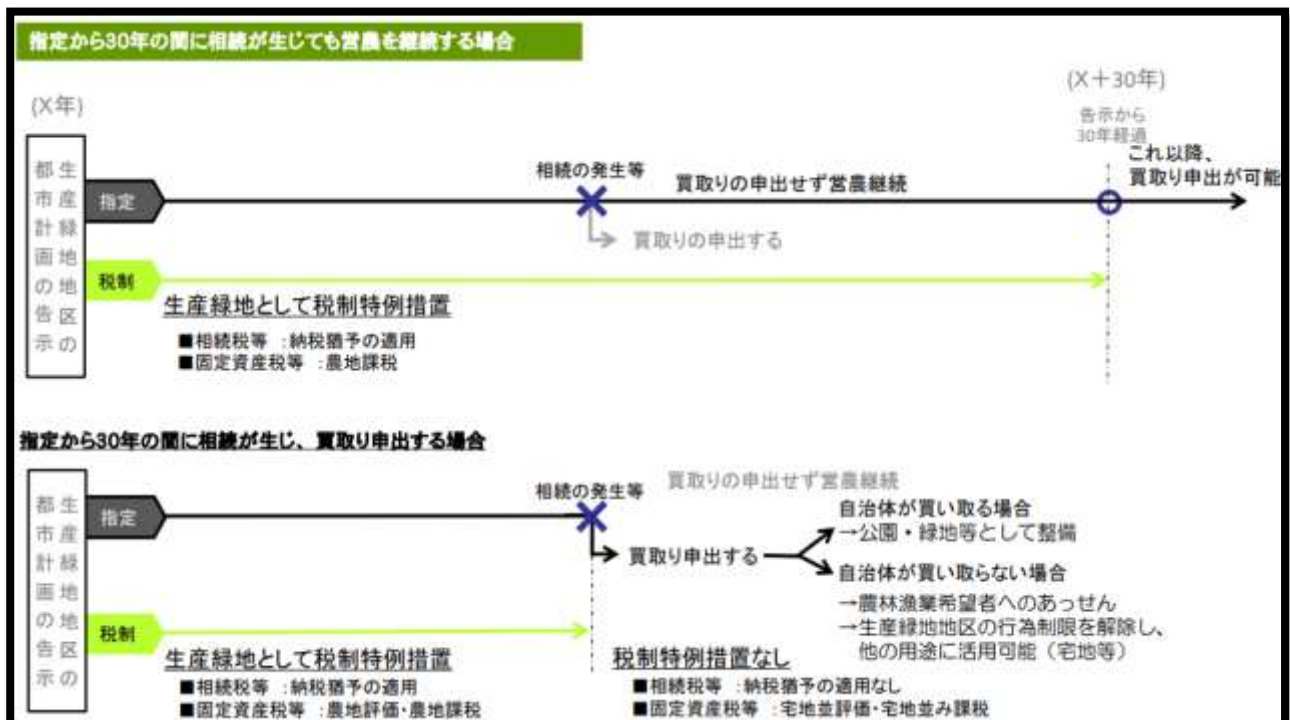 指定から30年の間に相続が生じても営農を継続する場合
(X年)
(X+30年)
告示から
30年経過
これ以降、
買取り申出が可能
生産緑地地区の
都市計画の告示
指定
相続の発生等
買取りの申出せず営農継続
買取りの申出する
税制
生産緑地として税制特例措置
■相続税等 :納税猶予の適用
■固定資産税等 :農地課税
指定から30年の間に相続が生じ、買取り申出する場合
生産緑地地区の
都市計画の告示
指定
相続の発生等
買取りの申出せず営農継続
買取り申出する
自治体が買い取る場合
→公園・緑地等として整備
自治体が買い取らない場合
→農林漁業希望者へのあっせん
→生産緑地地区の行為制限を解除し、
他の用途に活用可能(宅地等)
税制
生産緑地として税制特例措置
■相続税等 :納税猶予の適用
■固定資産税等 :農地評価・農地課税
税制特例措置なし
■相続税等 :納税猶予の適用なし
■固定資産税等 :宅地並評価・宅地並み課税